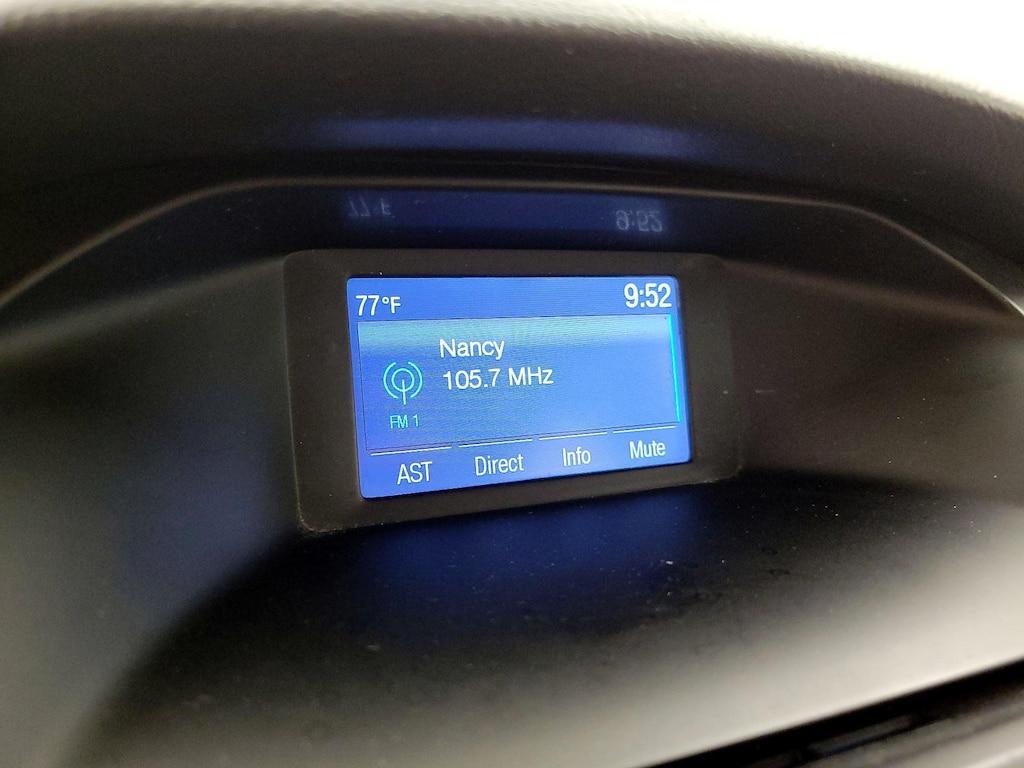 77°F 9:52
Nancy
105.7 MHz
FM 1
AST Direct Info Mute